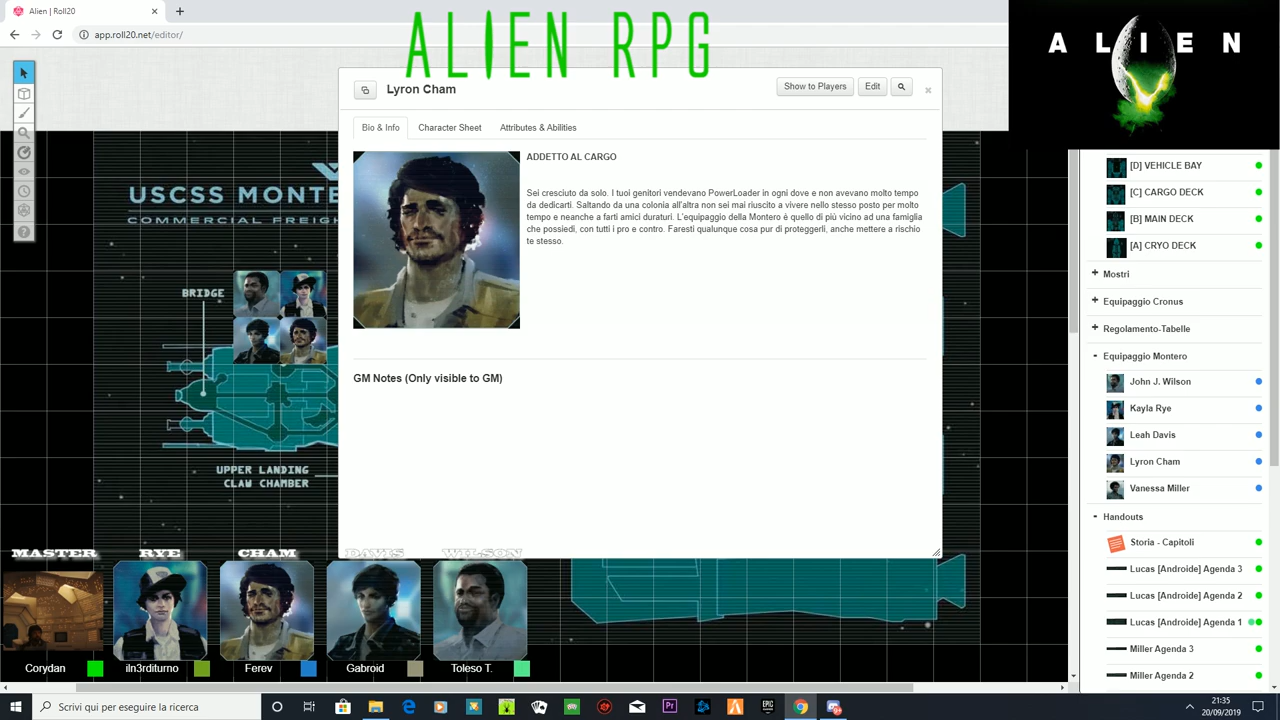 Alien | Roll20
app.roll20.net/editor/
ALIEN RPG
ALIEN
Lyron Cham
Show to Players
Edit
Bio & Info
Character Sheet
Attributes & Abilities
ADDETTO AL CARGO
Sei cresciuto da solo. I tuoi genitori vendevano PowerLoader in ogni dove e non avevano molto tempo
da dedicarti. Saltando da una colonia all'altra non sei mai riuscito a vivere nello stesso posto per molto
tempo e neanche a farti amici duraturi. L'equipaggio della Montero è quello di più vicino ad una famiglia
che possiedi, con tutti i pro e contro. Faresti qualunque cosa pur di proteggerli, anche mettere a rischio
te stesso.
GM Notes (Only visible to GM)
USCSS MONTE
COMMERCIAL FREIGH
BRIDGE
UPPER LANDING
CLAW CHAMBER
[D] VEHICLE BAY
[C] CARGO DECK
[B] MAIN DECK
[A] CRYO DECK
Mostri
Equipaggio Cronus
Regolamento-Tabelle
Equipaggio Montero
John J. Wilson
Kayla Rye
Leah Davis
Lyron Cham
Vanessa Miller
Handouts
Storia - Capitoli
Lucas [Androide] Agenda 3
Lucas [Androide] Agenda 2
Lucas [Androide] Agenda 1
Miller Agenda 3
Miller Agenda 2
MASTER
RYE
CHAM
DAVIS
WILSON
Corydan
iln3rditurno
Ferev
Gabroid
Toleso T.
Scrivi qui per eseguire la ricerca
Pr
EPIC
21:35
20/09/2019